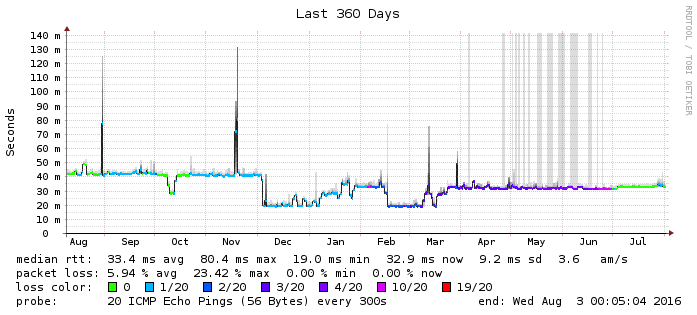 Last 360 Days
RRDTOOL / TOBI OETIKER
Seconds
140 m
130 m
120 m
110 m
100 m
90 m
80 m
70 m
60 m
50 m
40 m
30 m
20 m
10 m
0
Aug Sep Oct Nov Dec Jan Feb Mar Apr May Jun Jul
median rtt: 33.4 ms avg 80.4 ms max 19.0 ms min 32.9 ms now 9.2 ms sd 3.6 am/s
packet loss: 5.94 % avg 23.42 % max 0.00 % min 0.00 % now
loss color: 0 1/20 2/20 3/20 4/20 10/20 19/20
probe: 20 ICMP Echo Pings (56 Bytes) every 300s end: Wed Aug 3 00:05:04 2016